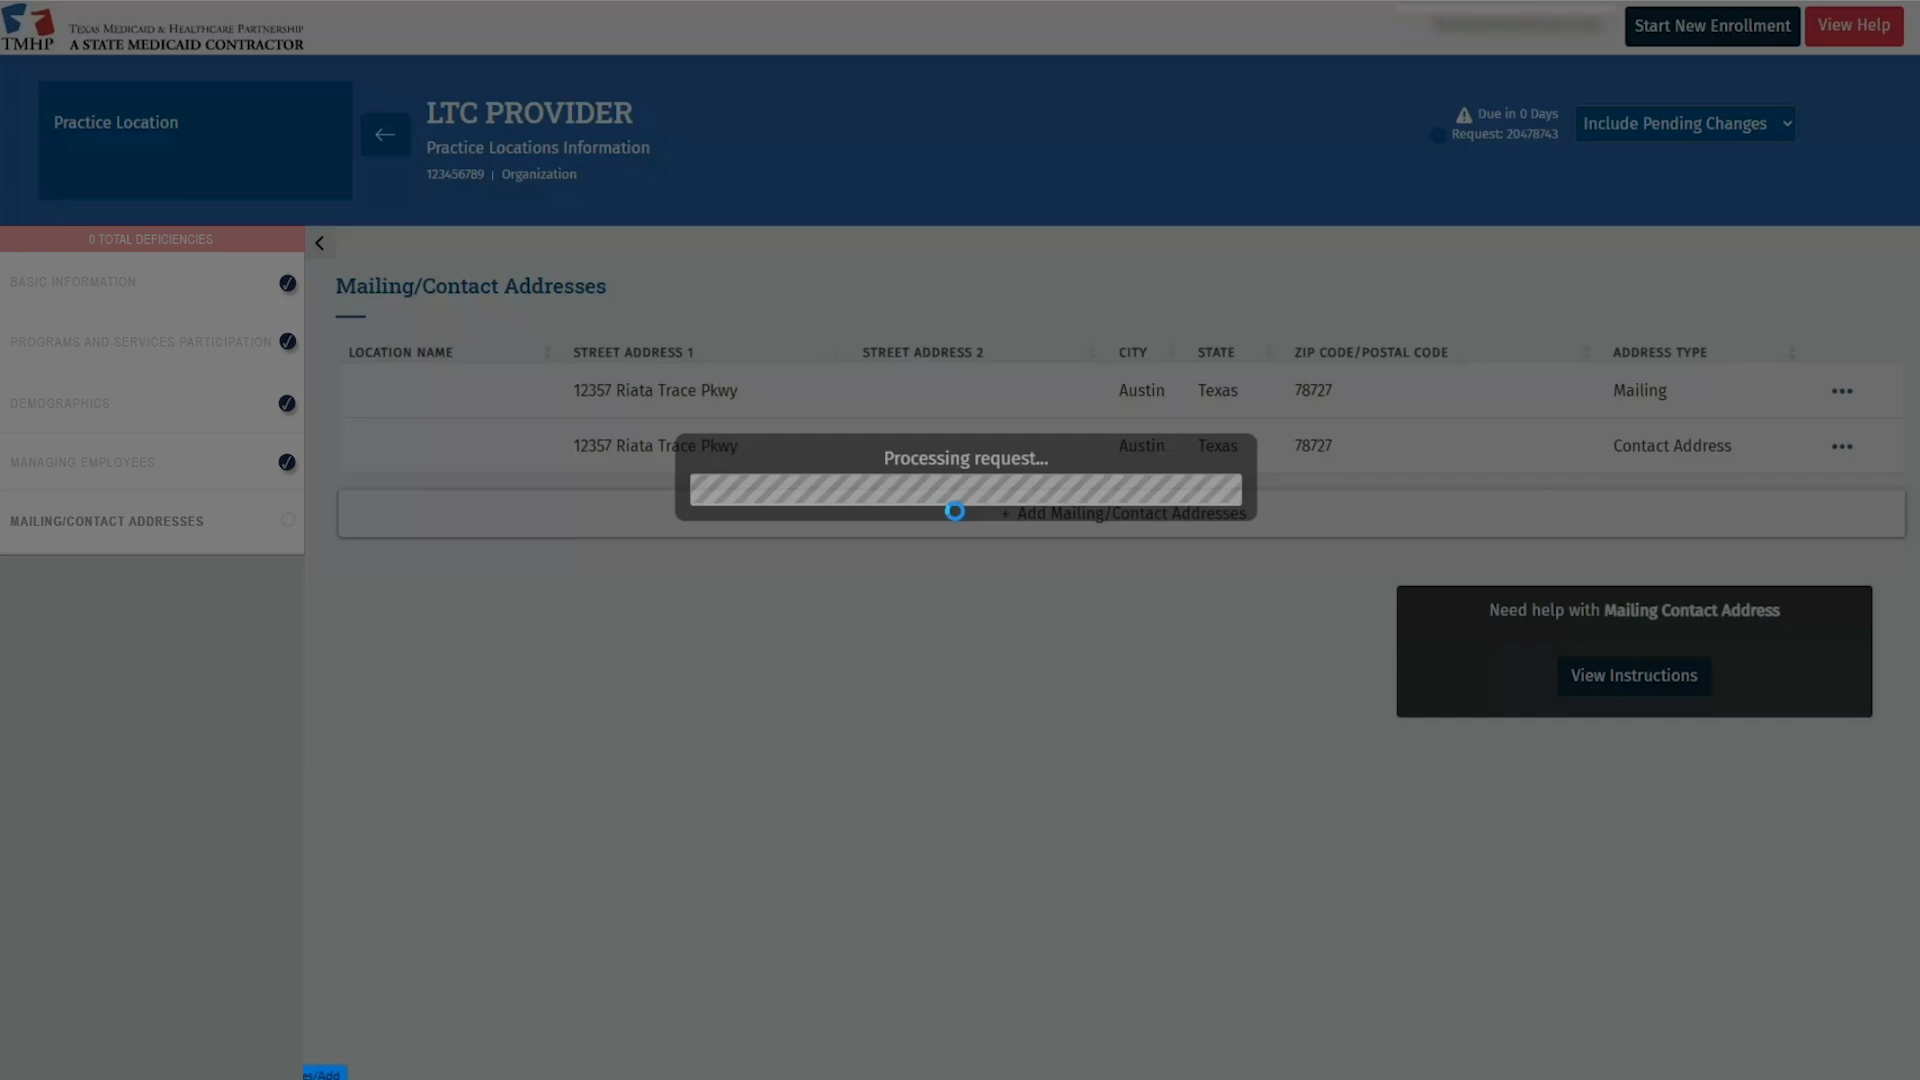 TMHP
TEXAS MEDICAID & HEALTHCARE PARTNERSHIP
A STATE MEDICAID CONTRACTOR
Start New Enrollment
View Help
Practice Location
LTC PROVIDER
Practice Locations Information
123456789 | Organization
Due in 0 Days
Request: 20478743
Include Pending Changes
0 TOTAL DEFICIENCIES
BASIC INFORMATION
PROGRAMS AND SERVICES PARTICIPATION
DEMOGRAPHICS
MANAGING EMPLOYEES
MAILING/CONTACT ADDRESSES
Mailing/Contact Addresses
LOCATION NAME STREET ADDRESS 1 STREET ADDRESS 2 CITY STATE ZIP CODE/POSTAL CODE ADDRESS TYPE
12357 Riata Trace Pkwy Austin Texas 78727 Mailing
12357 Riata Trace Pkwy Austin Texas 78727 Contact Address
Processing request...
+ Add Mailing/Contact Addresses
Need help with Mailing Contact Address
View Instructions
es/Add